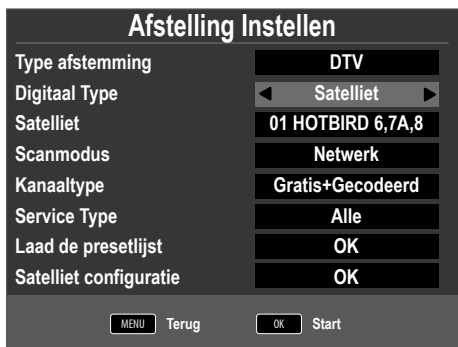 Afstelling Instellen
Type afstemming DTV
Digitaal Type Satelliet
Satelliet 01 HOTBIRD 6,7A,8
Scanmodus Netwerk
Kanaaltype Gratis+Gecodeerd
Service Type Alle
Laad de presetlijst OK
Satelliet configuratie OK
MENU Terug OK Start